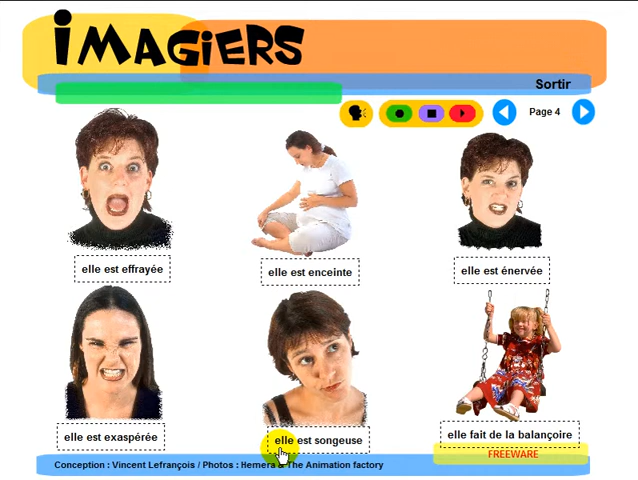 iMAGiERS
Sortir
Page 4
elle est effrayée
elle est enceinte
elle est énervée
elle est exaspérée
elle est songeuse
elle fait de la balançoire
FREEWARE
Conception : Vincent Lefrançois / Photos : Hemera & The Animation factory